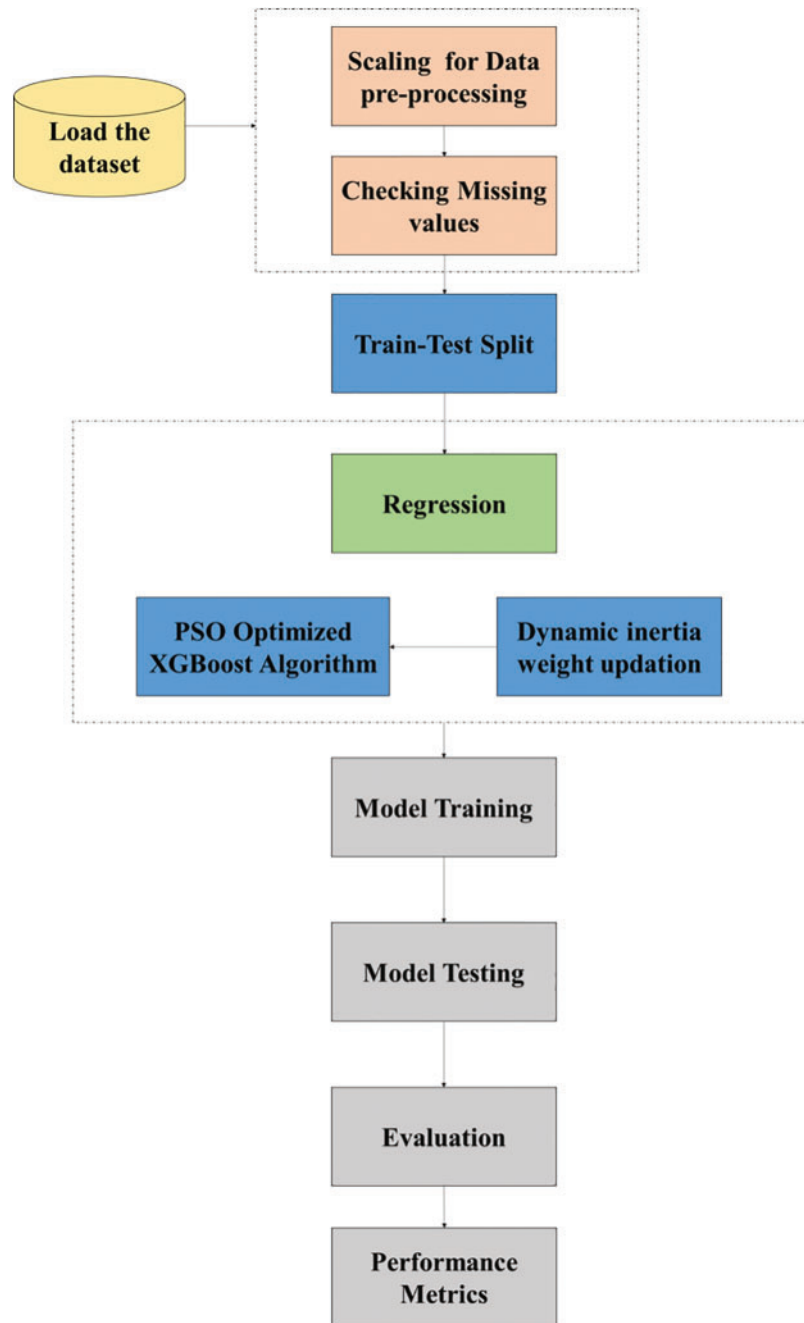 Scaling for Data
pre-processing
Load the
dataset
Checking Missing
values
Train-Test Split
Regression
PSO Optimized
XGBoost Algorithm
Dynamic inertia
weight updation
Model Training
Model Testing
Evaluation
Performance
Metrics